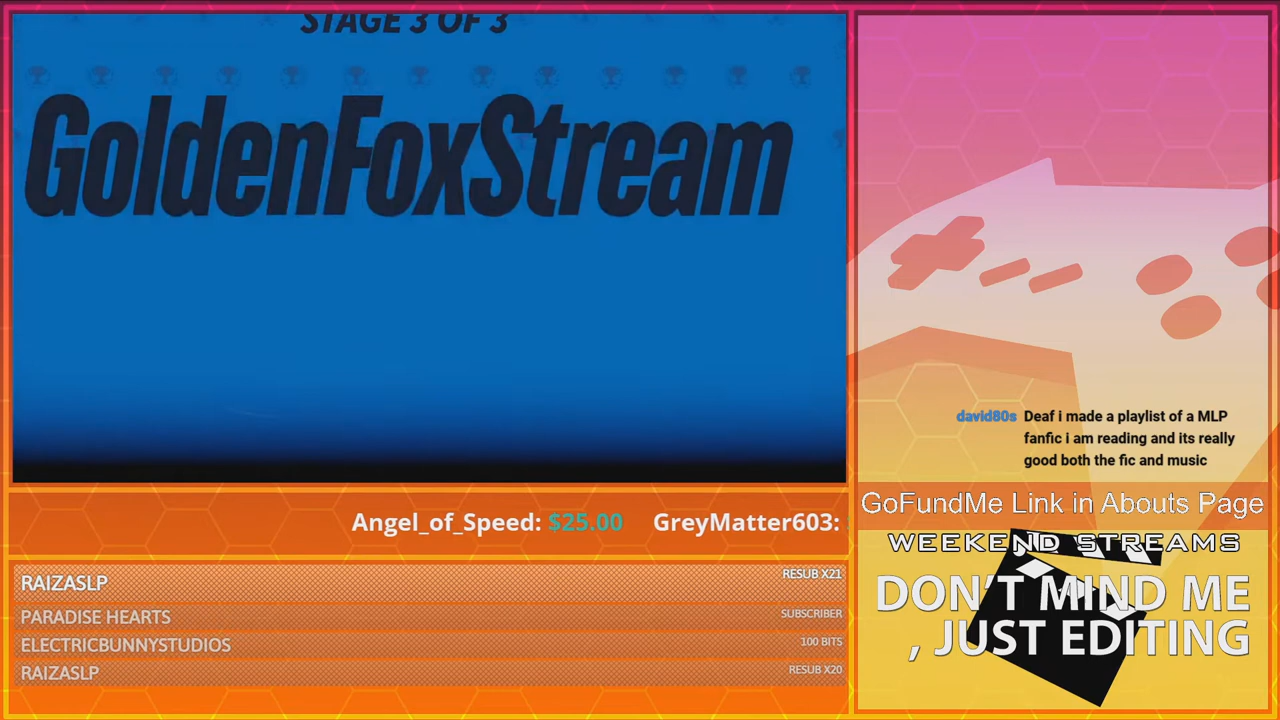 STAGE 3 OF 3
GoldenFoxStream
david80s Deaf i made a playlist of a MLP
fanfic i am reading and its really
good both the fic and music
GoFundMe Link in Abouts Page
WEEKEND STREAMS
DON'T MIND ME
, JUST EDITING
Angel_of_Speed: $25.00 GreyMatter603:
RAIZASLP RESUB X21
PARADISE HEARTS SUBSCRIBER
ELECTRICBUNNYSTUDIOS 100 BITS
RAIZASLP RESUB X20